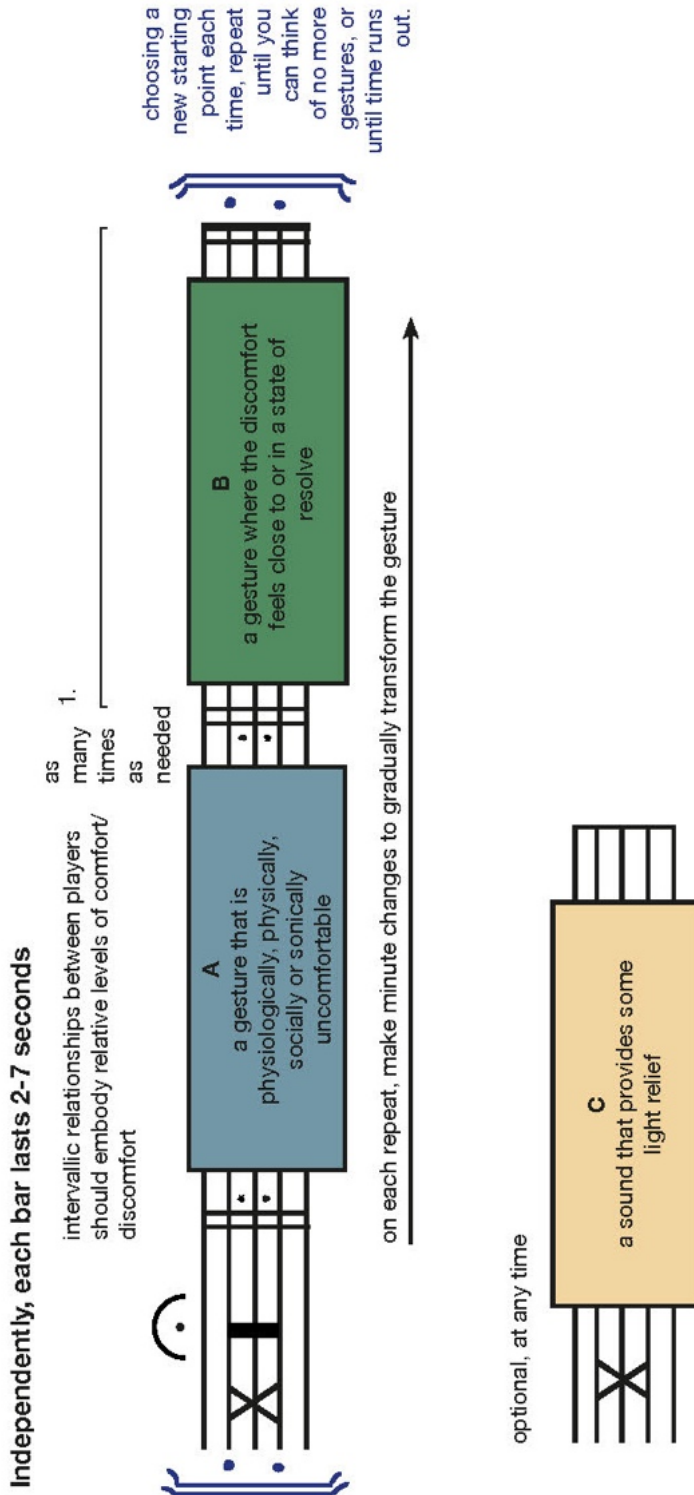 Independently, each bar lasts 2-7 seconds
intervallic relationships between players
should embody relative levels of comfort/
discomfort
as
many
times
as
needed
1.
A
a gesture that is
physiologically, physically,
socially or sonically
uncomfortable
B
a gesture where the discomfort
feels close to or in a state of
resolve
choosing a
new starting
point each
time, repeat
until you
can think
of no more
gestures, or
until time runs
out.
on each repeat, make minute changes to gradually transform the gesture
optional, at any time
C
a sound that provides some
light relief